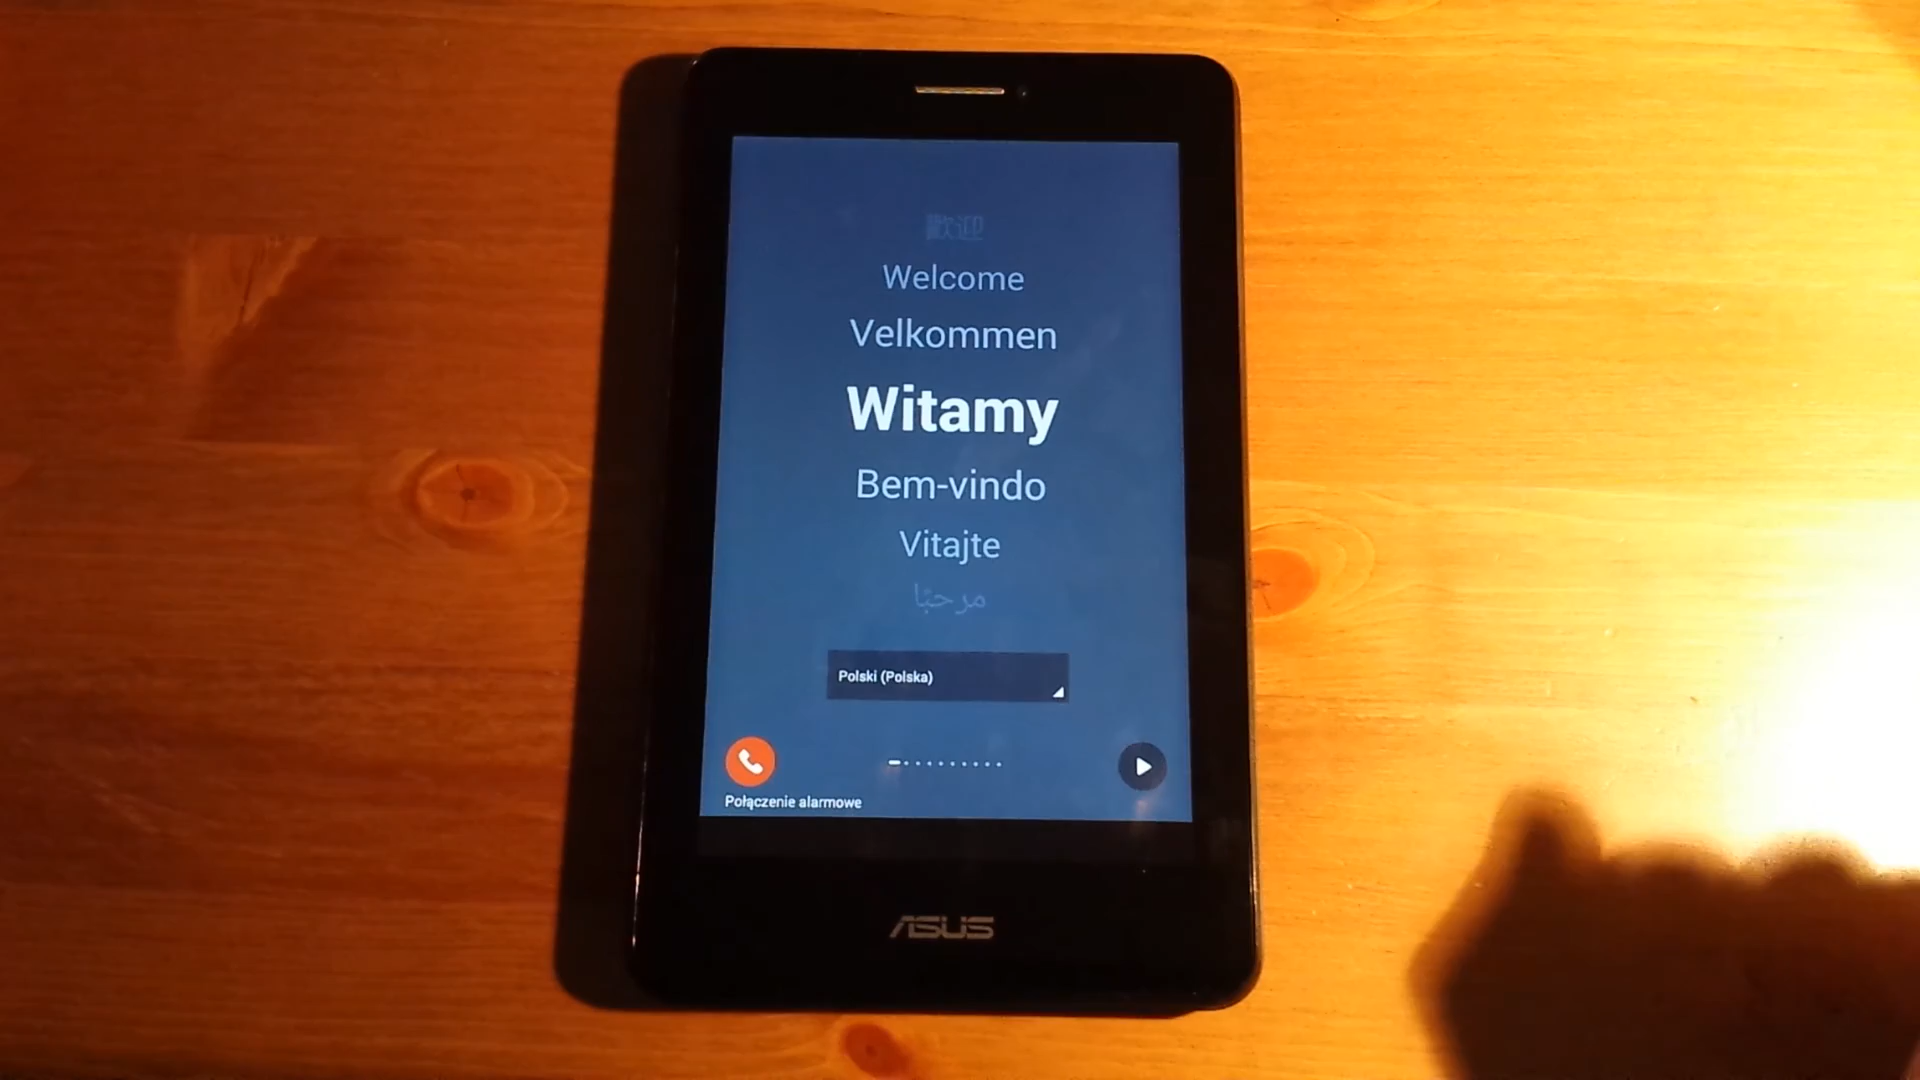 歡迎
Welcome
Velkommen
Witamy
Bem-vindo
Vitajte
مرحبًا
Polski (Polska)
Połączenie alarmowe
ASUS